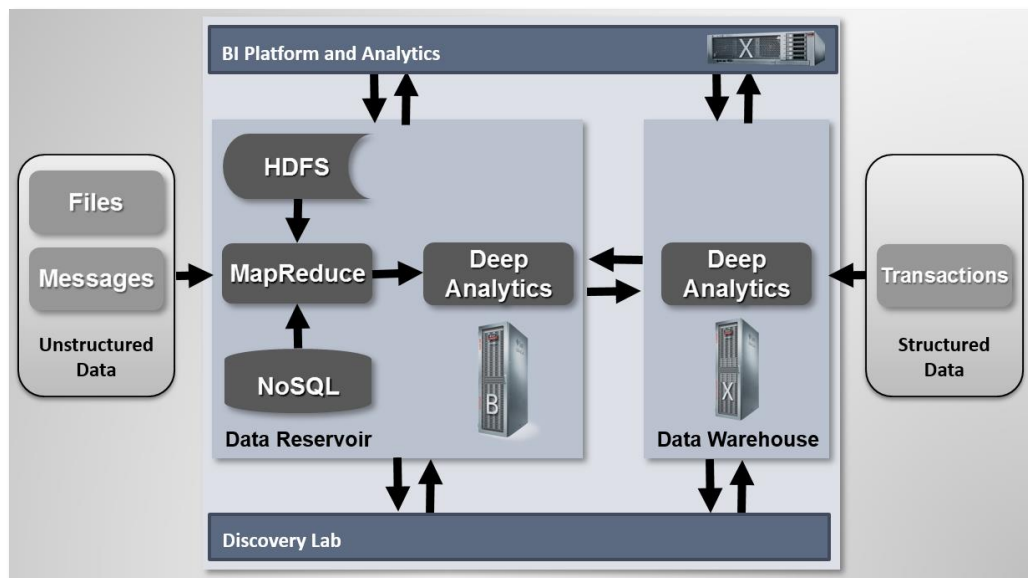 BI Platform and Analytics
X
Files
Messages
Unstructured
Data
HDFS
MapReduce
NoSQL
Deep
Analytics
B
Data Reservoir
Deep
Analytics
X
Data Warehouse
Transactions
Structured
Data
Discovery Lab